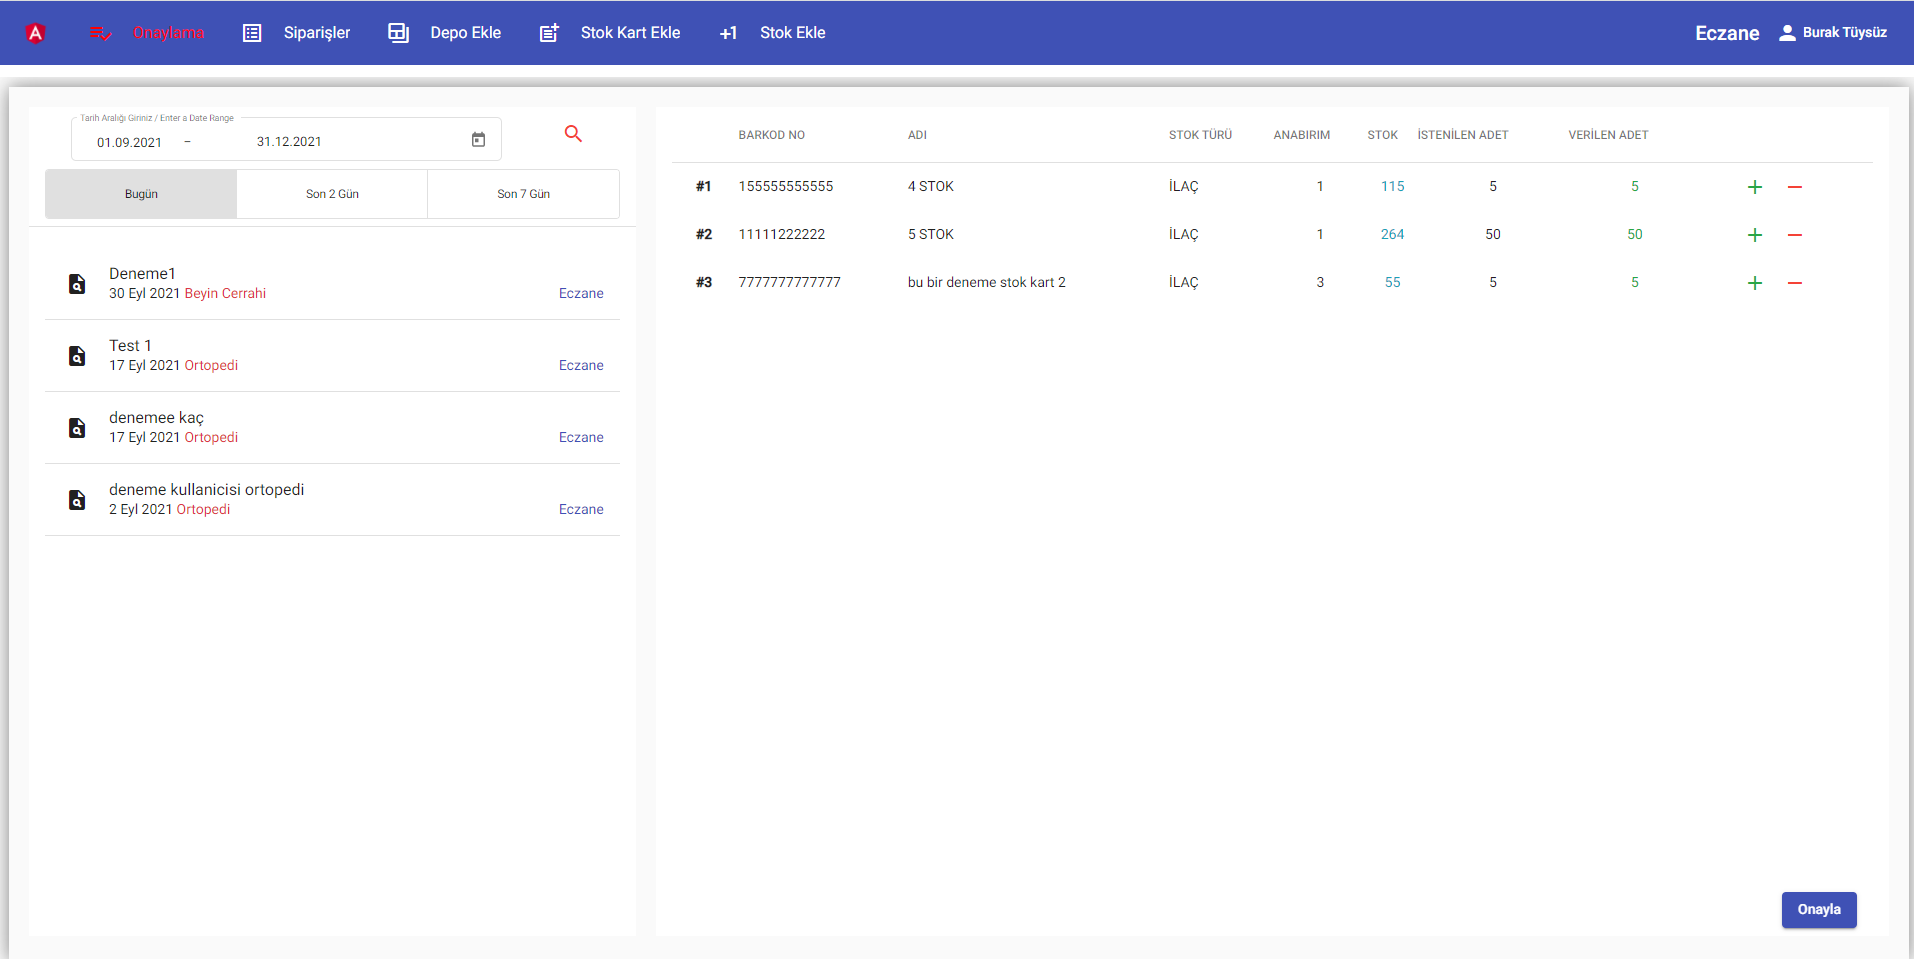 Onaylama Siparişler Depo Ekle Stok Kart Ekle +1 Stok Ekle Eczane Burak Tüysüz
Tarih Aralığı Giriniz / Enter a Date Range
01.09.2021 – 31.12.2021
Bugün Son 2 Gün Son 7 Gün
Deneme1
30 Eyl 2021 Beyin Cerrahi Eczane
Test 1
17 Eyl 2021 Ortopedi Eczane
denemee kaç
17 Eyl 2021 Ortopedi Eczane
deneme kullanicisi ortopedi
2 Eyl 2021 Ortopedi Eczane
BARKOD NO ADI STOK TÜRÜ ANABIRIM STOK İSTENİLEN ADET VERİLEN ADET
#1 155555555555 4 STOK İLAÇ 1 115 5 5
#2 11111222222 5 STOK İLAÇ 1 264 50 50
#3 7777777777777 bu bir deneme stok kart 2 İLAÇ 3 55 5 5
Onayla